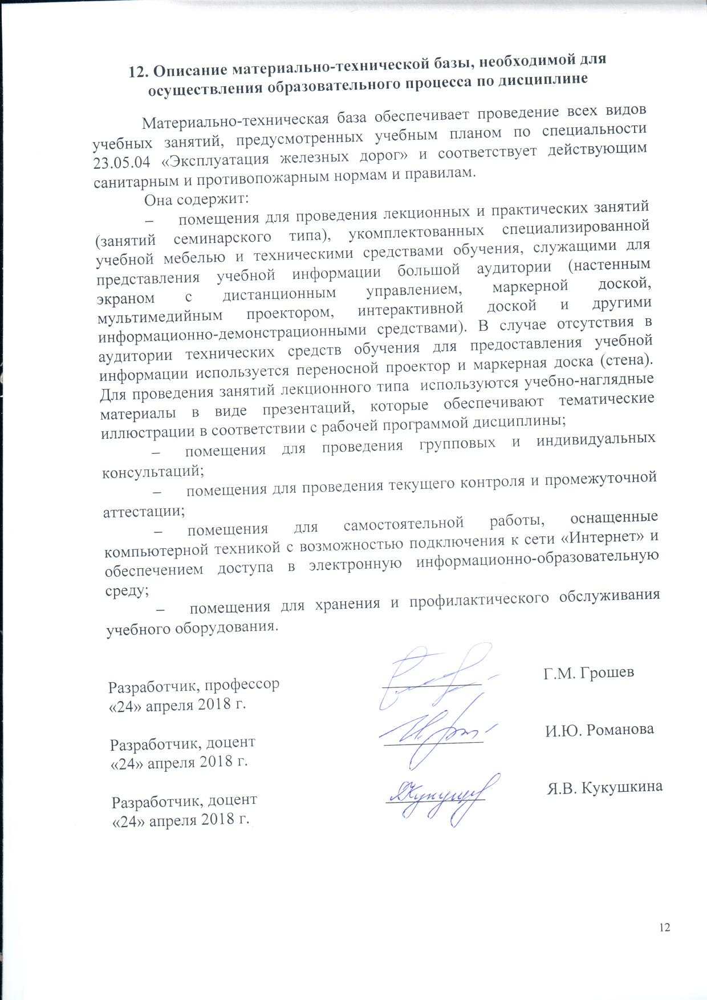 12. Описание материально-технической базы, необходимой для
осуществления образовательного процесса по дисциплине
Материально-техническая база обеспечивает проведение всех видов
учебных занятий, предусмотренных учебным планом по специальности
23.05.04 «Эксплуатация железных дорог» и соответствует действующим
санитарным и противопожарным нормам и правилам.
Она содержит:
– помещения для проведения лекционных и практических занятий
(занятий семинарского типа), укомплектованных специализированной
учебной мебелью и техническими средствами обучения, служащими для
представления учебной информации большой аудитории (настенным
экраном с дистанционным управлением, маркерной доской,
мультимедийным проектором, интерактивной доской и другими
информационно-демонстрационными средствами). В случае отсутствия в
аудитории технических средств обучения для предоставления учебной
информации используется переносной проектор и маркерная доска (стена).
Для проведения занятий лекционного типа используются учебно-наглядные
материалы в виде презентаций, которые обеспечивают тематические
иллюстрации в соответствии с рабочей программой дисциплины;
– помещения для проведения групповых и индивидуальных
консультаций;
– помещения для проведения текущего контроля и промежуточной
аттестации;
– помещения для самостоятельной работы, оснащенные
компьютерной техникой с возможностью подключения к сети «Интернет» и
обеспечением доступа в электронную информационно-образовательную
среду;
– помещения для хранения и профилактического обслуживания
учебного оборудования.
Разработчик, профессор Г.М. Грошев
«24» апреля 2018 г.
Разработчик, доцент И.Ю. Романова
«24» апреля 2018 г.
Разработчик, доцент Я.В. Кукушкина
«24» апреля 2018 г.
12